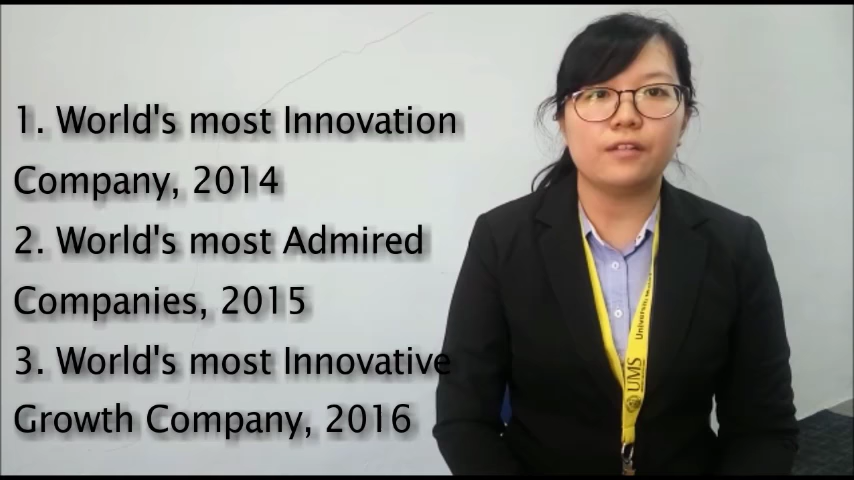 1. World's most Innovation
Company, 2014
2. World's most Admired
Companies, 2015
3. World's most Innovative
Growth Company, 2016
UMS